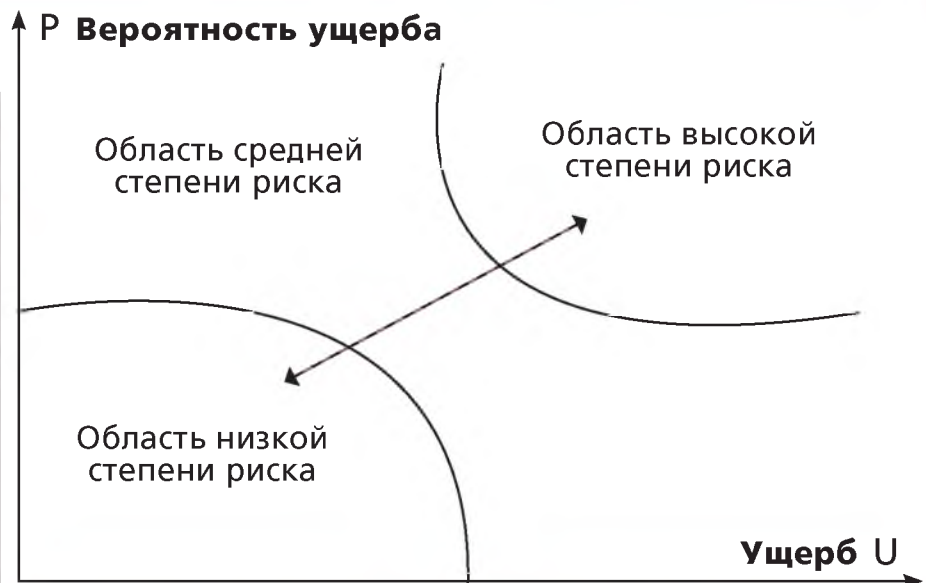 P Вероятность ущерба
Область средней
степени риска
Область высокой
степени риска
Область низкой
степени риска
Ущерб U